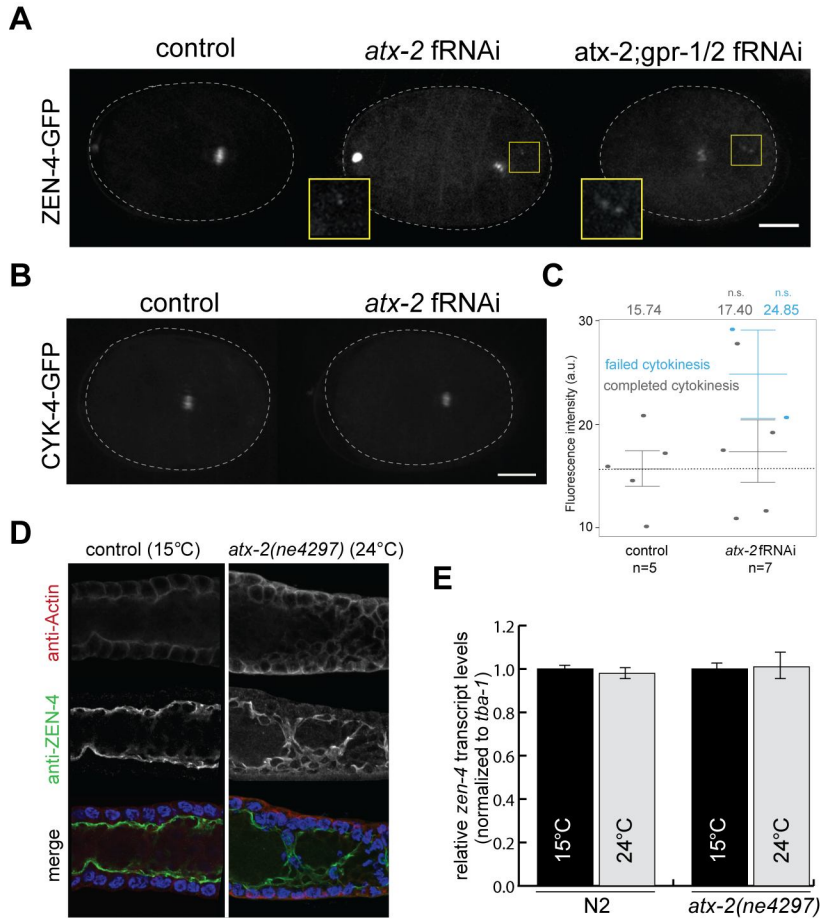 A
control
atx-2 fRNAi
atx-2;gpr-1/2 fRNAi
ZEN-4-GFP
B
control
atx-2 fRNAi
CYK-4-GFP
C
n.s.
n.s.
15.74
17.40
24.85
30
20
10
Fluorescence intensity (a.u.)
failed cytokinesis
completed cytokinesis
control
n=5
atx-2 fRNAi
n=7
D
control (15°C)
atx-2(ne4297) (24°C)
anti-Actin
anti-ZEN-4
merge
E
relative zen-4 transcript levels
(normalized to tba-1)
1.2
1.0
0.8
0.6
0.4
0.2
0.0
15°C
24°C
15°C
24°C
N2
atx-2(ne4297)